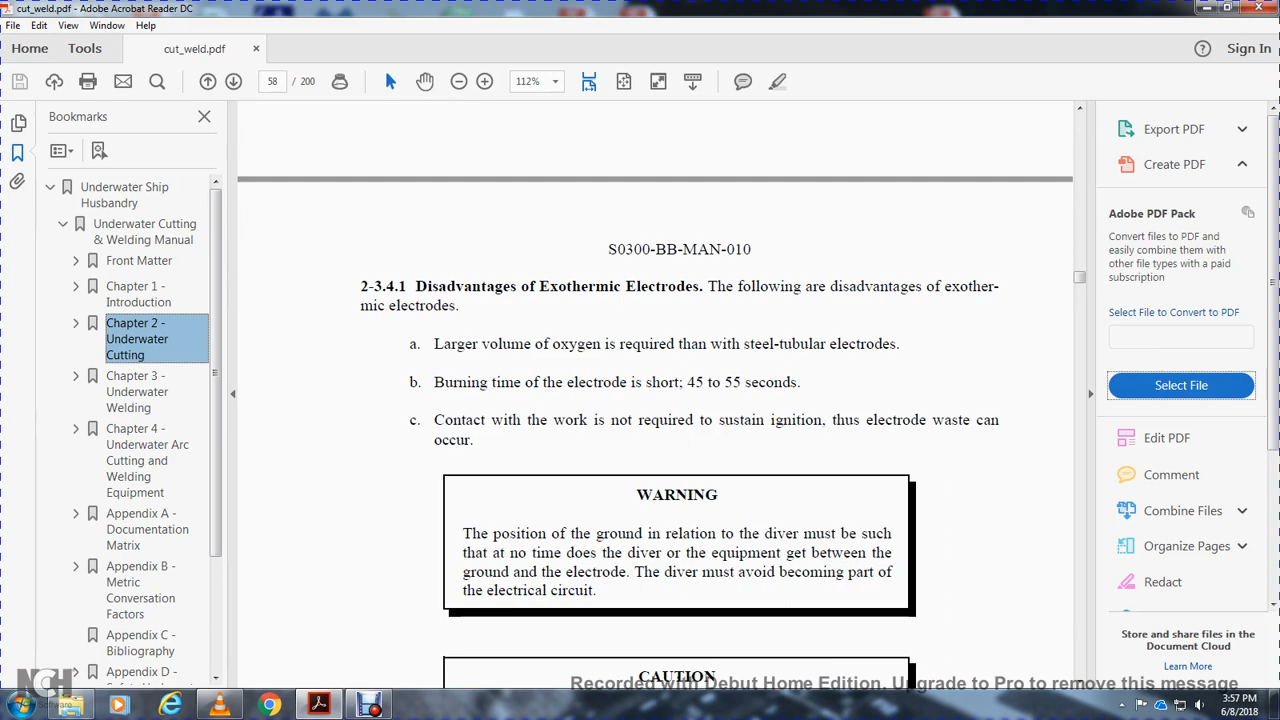 cut_weld.pdf - Adobe Acrobat Reader DC
File Edit View Window Help
Home Tools cut_weld.pdf × Sign In
58 / 200 112%
Bookmarks
Underwater Ship
Husbandry
Underwater Cutting
& Welding Manual
Front Matter
Chapter 1 -
Introduction
Chapter 2 -
Underwater
Cutting
Chapter 3 -
Underwater
Welding
Chapter 4 -
Underwater Arc
Cutting and
Welding
Equipment
Appendix A -
Documentation
Matrix
Appendix B -
Metric
Conversation
Factors
Appendix C -
Bibliography
Appendix D -
S0300-BB-MAN-010
2-3.4.1 Disadvantages of Exothermic Electrodes. The following are disadvantages of exother-
mic electrodes.
a. Larger volume of oxygen is required than with steel-tubular electrodes.
b. Burning time of the electrode is short; 45 to 55 seconds.
c. Contact with the work is not required to sustain ignition, thus electrode waste can
occur.
WARNING
The position of the ground in relation to the diver must be such
that at no time does the diver or the equipment get between the
ground and the electrode. The diver must avoid becoming part of
the electrical circuit.
CAUTION
Export PDF
Create PDF
Adobe PDF Pack
Convert files to PDF and
easily combine them with
other file types with a paid
subscription
Select File to Convert to PDF
Select File
Edit PDF
Comment
Combine Files
Organize Pages
Redact
Store and share files in the
Document Cloud
Learn More
Recorded with Debut Home Edition. Upgrade to Pro to remove this message
NCH
Software
3:57 PM
6/8/2018